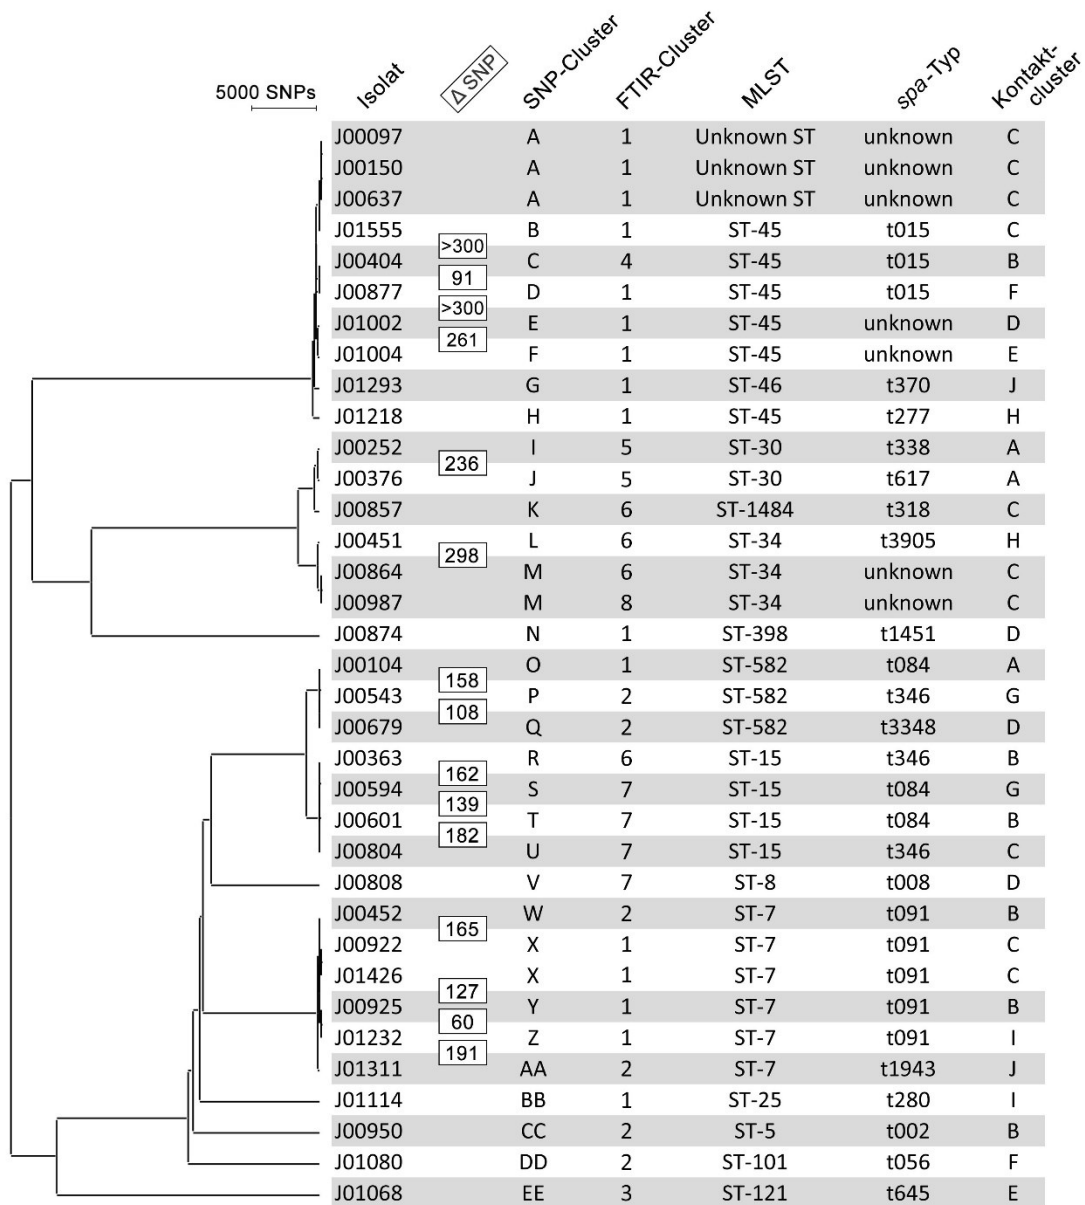 5000 SNPs Isolat Δ SNP SNP-Cluster FTIR-Cluster MLST spa-Typ Kontakt-cluster
J00097 A 1 Unknown ST unknown C
J00150 A 1 Unknown ST unknown C
J00637 A 1 Unknown ST unknown C
J01555 B 1 ST-45 t015 C
>300
J00404 C 4 ST-45 t015 B
91
J00877 D 1 ST-45 t015 F
>300
J01002 E 1 ST-45 unknown D
261
J01004 F 1 ST-45 unknown E
J01293 G 1 ST-46 t370 J
J01218 H 1 ST-45 t277 H
J00252 I 5 ST-30 t338 A
236
J00376 J 5 ST-30 t617 A
J00857 K 6 ST-1484 t318 C
J00451 L 6 ST-34 t3905 H
298
J00864 M 6 ST-34 unknown C
J00987 M 8 ST-34 unknown C
J00874 N 1 ST-398 t1451 D
J00104 O 1 ST-582 t084 A
158
J00543 P 2 ST-582 t346 G
108
J00679 Q 2 ST-582 t3348 D
J00363 R 6 ST-15 t346 B
162
J00594 S 7 ST-15 t084 G
139
J00601 T 7 ST-15 t084 B
182
J00804 U 7 ST-15 t346 C
J00808 V 7 ST-8 t008 D
J00452 W 2 ST-7 t091 B
165
J00922 X 1 ST-7 t091 C
J01426 X 1 ST-7 t091 C
127
J00925 Y 1 ST-7 t091 B
60
J01232 Z 1 ST-7 t091 I
191
J01311 AA 2 ST-7 t1943 J
J01114 BB 1 ST-25 t280 I
J00950 CC 2 ST-5 t002 B
J01080 DD 2 ST-101 t056 F
J01068 EE 3 ST-121 t645 E